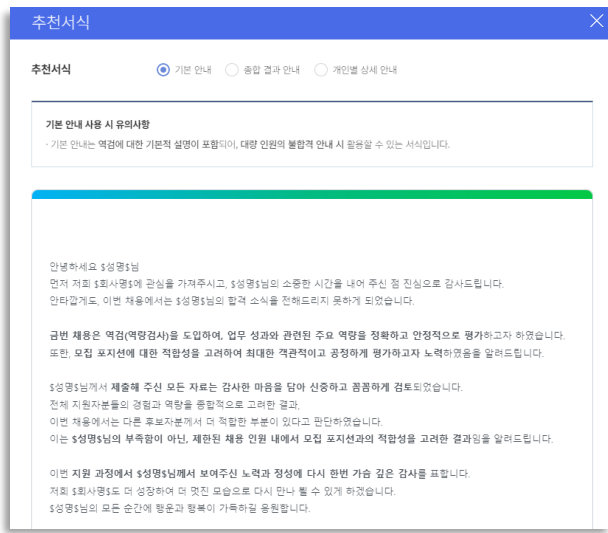 추천서식
추천서식 기본 안내 종합 결과 안내 개인별 상세 안내
기본 안내 사용 시 유의사항
· 기본 안내는 역검에 대한 기본적 설명이 포함되어, 대량 인원의 불합격 안내 시 활용할 수 있는 서식입니다.
안녕하세요 $성명$님
먼저 저희 $회사명$에 관심을 가져주시고, $성명$님의 소중한 시간을 내어 주신 점 진심으로 감사드립니다.
안타깝게도, 이번 채용에서는 $성명$님의 합격 소식을 전해드리지 못하게 되었습니다.
금번 채용은 역검(역량검사)을 도입하여, 업무 성과와 관련된 주요 역량을 정확하고 안정적으로 평가하고자 하였습니다.
또한, 모집 포지션에 대한 적합성을 고려하여 최대한 객관적이고 공정하게 평가하고자 노력하였음을 알려드립니다.
$성명$님께서 제출해 주신 모든 자료는 감사한 마음을 담아 신중하고 꼼꼼하게 검토되었습니다.
전체 지원자분들의 경험과 역량을 종합적으로 고려한 결과,
이번 채용에서는 다른 후보자분께서 더 적합한 부분이 있다고 판단하였습니다.
이는 $성명$님의 부족함이 아닌, 제한된 채용 인원 내에서 모집 포지션과의 적합성을 고려한 결과임을 알려드립니다.
이번 지원 과정에서 $성명$님께서 보여주신 노력과 정성에 다시 한번 가슴 깊은 감사를 표합니다.
저희 $회사명$도 더 성장하여 더 멋진 모습으로 다시 만나 뵐 수 있게 하겠습니다.
$성명$님의 모든 순간에 행운과 행복이 가득하길 응원합니다.